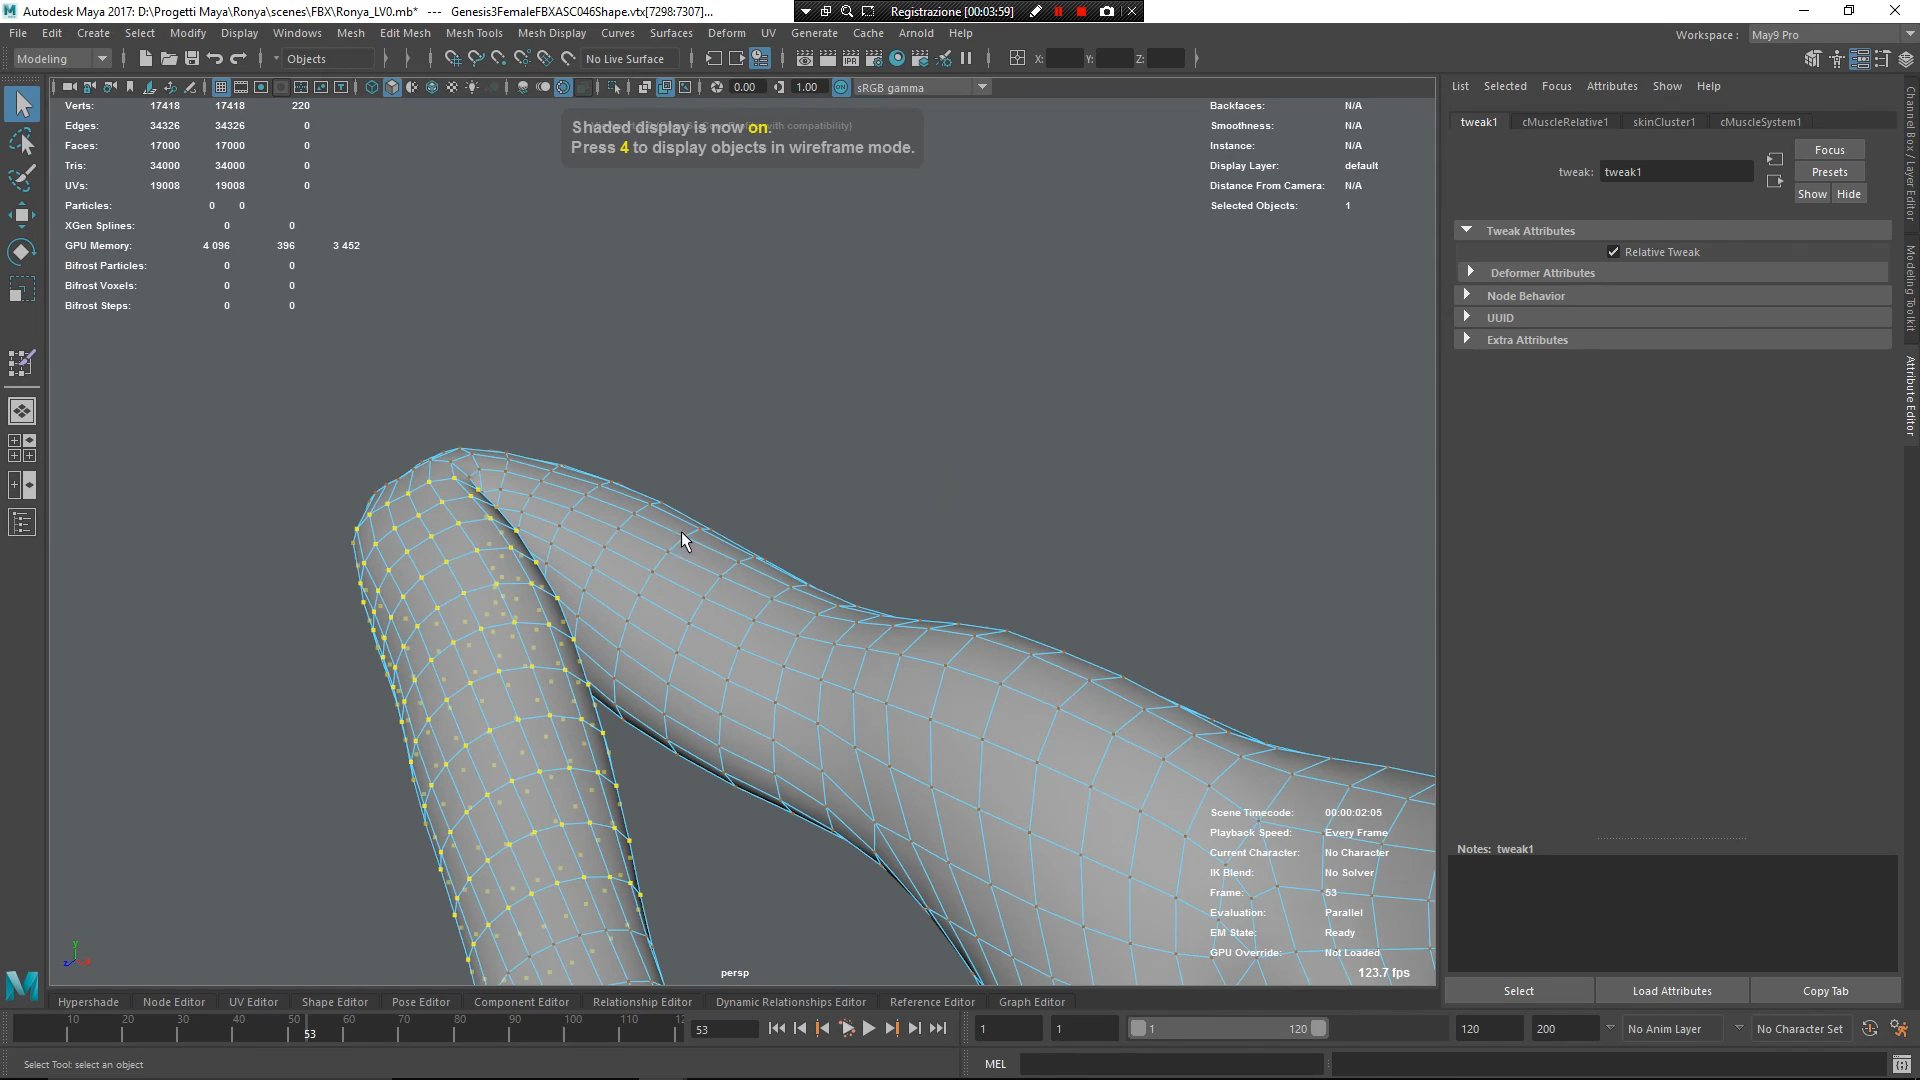 Autodesk Maya 2017: D:\Progetti Maya\Ronya\scenes\FBX\Ronya_LV0.mb* --- Genesis3FemaleFBXASC046Shape.vtx[7298:7307]...
Registrazione [00:03:59]
File Edit Create Select Modify Display Windows Mesh Edit Mesh Mesh Tools Mesh Display Curves Surfaces Deform UV Generate Cache Arnold Help
Workspace : May9 Pro
Modeling Objects No Live Surface X: Y: Z:
0.00 1.00 sRGB gamma
List Selected Focus Attributes Show Help
Verts: 17418 17418 220
Edges: 34326 34326 0
Faces: 17000 17000 0
Tris: 34000 34000 0
UVs: 19008 19008 0
Particles: 0 0
XGen Splines: 0 0
GPU Memory: 4 096 396 3 452
Bifrost Particles: 0 0
Bifrost Voxels: 0 0
Bifrost Steps: 0 0
Shaded display is now on.
with compatibility)
Press 4 to display objects in wireframe mode.
Backfaces: N/A
Smoothness: N/A
Instance: N/A
Display Layer: default
Distance From Camera: N/A
Selected Objects: 1
tweak1 cMuscleRelative1 skinCluster1 cMuscleSystem1
tweak: tweak1
Focus
Presets
Show Hide
Tweak Attributes
Relative Tweak
Deformer Attributes
Node Behavior
UUID
Extra Attributes
Channel Box / Layer Editor
Modeling Toolkit
Attribute Editor
Scene Timecode: 00:00:02:05
Playback Speed: Every Frame
Current Character: No Character
IK Blend: No Solver
Frame: 53
Evaluation: Parallel
EM State: Ready
GPU Override: Not Loaded
123.7 fps
persp
Notes: tweak1
Select Load Attributes Copy Tab
Hypershade Node Editor UV Editor Shape Editor Pose Editor Component Editor Relationship Editor Dynamic Relationships Editor Reference Editor Graph Editor
10 20 30 40 50 60 70 80 90 100 110 12
53
53 1 1 1 120 120 200 No Anim Layer No Character Set
Select Tool: select an object
MEL